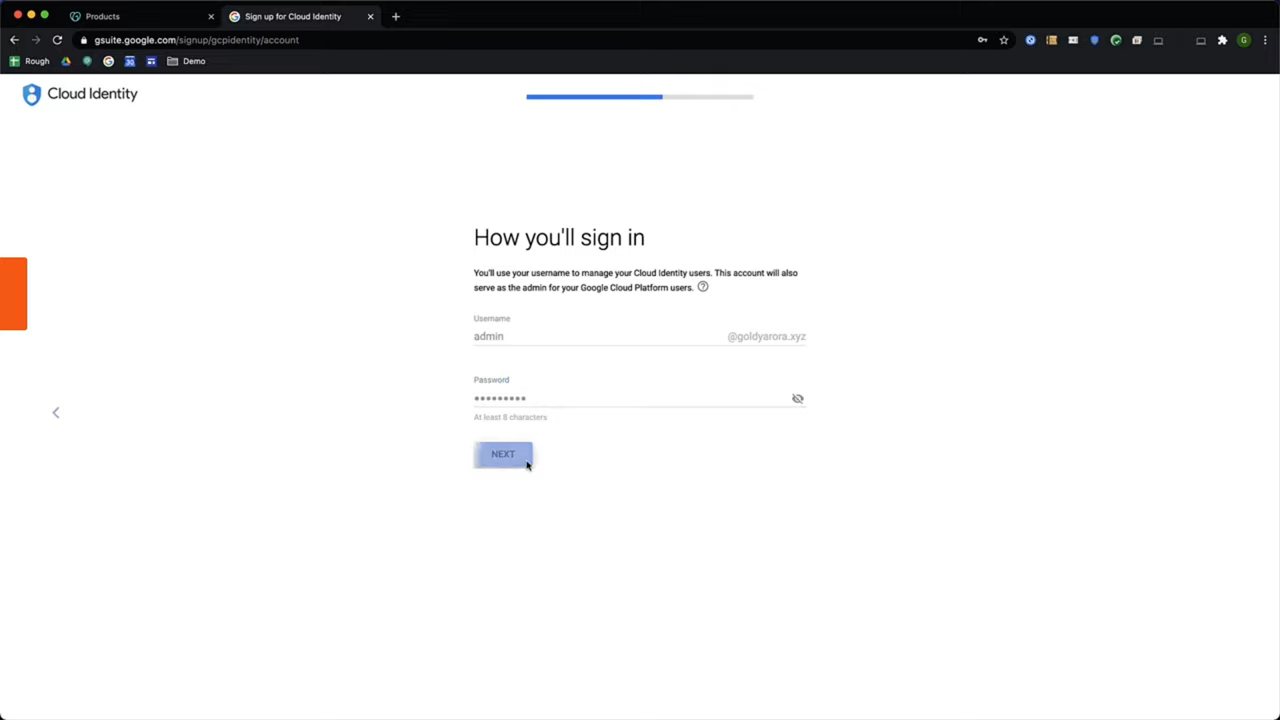 Products
Sign up for Cloud Identity
gsuite.google.com/signup/gcpidentity/account
G
Rough
Demo
Cloud Identity
How you'll sign in
You'll use your username to manage your Cloud Identity users. This account will also
serve as the admin for your Google Cloud Platform users.
Username
admin @goldyarora.xyz
Password
•••••••••
At least 8 characters
NEXT